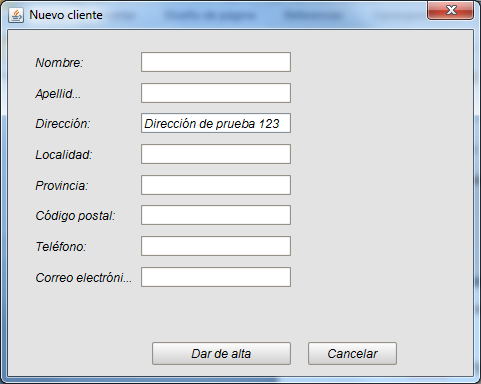 Nuevo cliente
Nombre:
Apellid...
Dirección: Dirección de prueba 123
Localidad:
Provincia:
Código postal:
Teléfono:
Correo electróni...
Dar de alta Cancelar